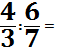 4/3 : 6/7 =